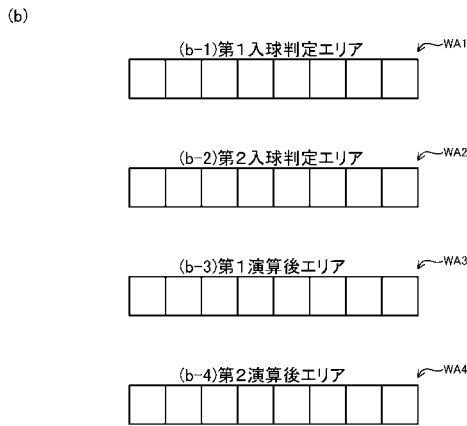 (b)
(b-1)第1入球判定エリア
WA1
(b-2)第2入球判定エリア
WA2
(b-3)第1演算後エリア
WA3
(b-4)第2演算後エリア
WA4